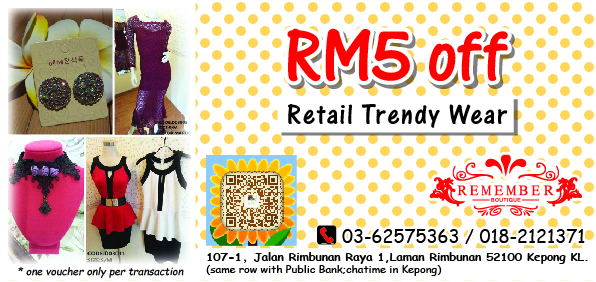 RM5 off
Retail Trendy Wear
REMEMBER
BOUTIQUE
03-62575363 / 018-2121371
107-1, Jalan Rimbunan Raya 1,Laman Rimbunan 52100 Kepong KL.
(same row with Public Bank;chatime in Kepong)
* one voucher only per transaction